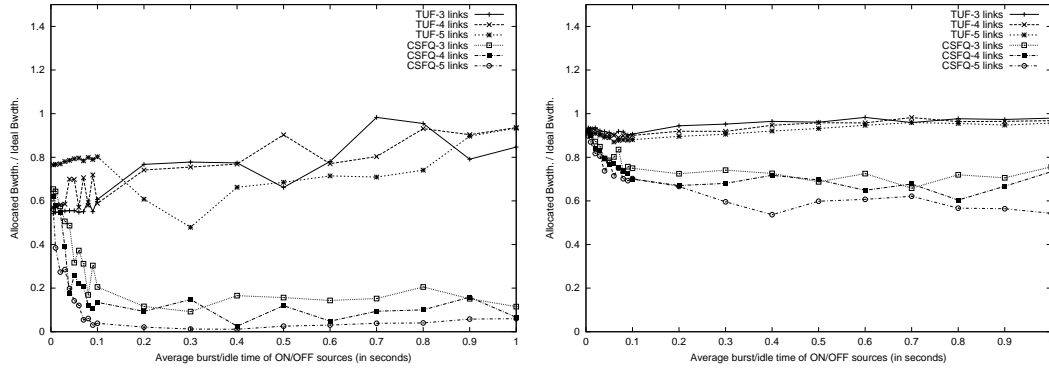 1.4
1.2
1
0.8
0.6
0.4
0.2
0
Allocated Bwdth. / Ideal Bwdth.
TUF-3 links
TUF-4 links
TUF-5 links
CSFQ-3 links
CSFQ-4 links
CSFQ-5 links
0 0.1 0.2 0.3 0.4 0.5 0.6 0.7 0.8 0.9 1
Average burst/idle time of ON/OFF sources (in seconds)
1.4
1.2
1
0.8
0.6
0.4
0.2
0
Allocated Bwdth. / Ideal Bwdth.
TUF-3 links
TUF-4 links
TUF-5 links
CSFQ-3 links
CSFQ-4 links
CSFQ-5 links
0 0.1 0.2 0.3 0.4 0.5 0.6 0.7 0.8 0.9
Average burst/idle time of ON/OFF sources (in seconds)